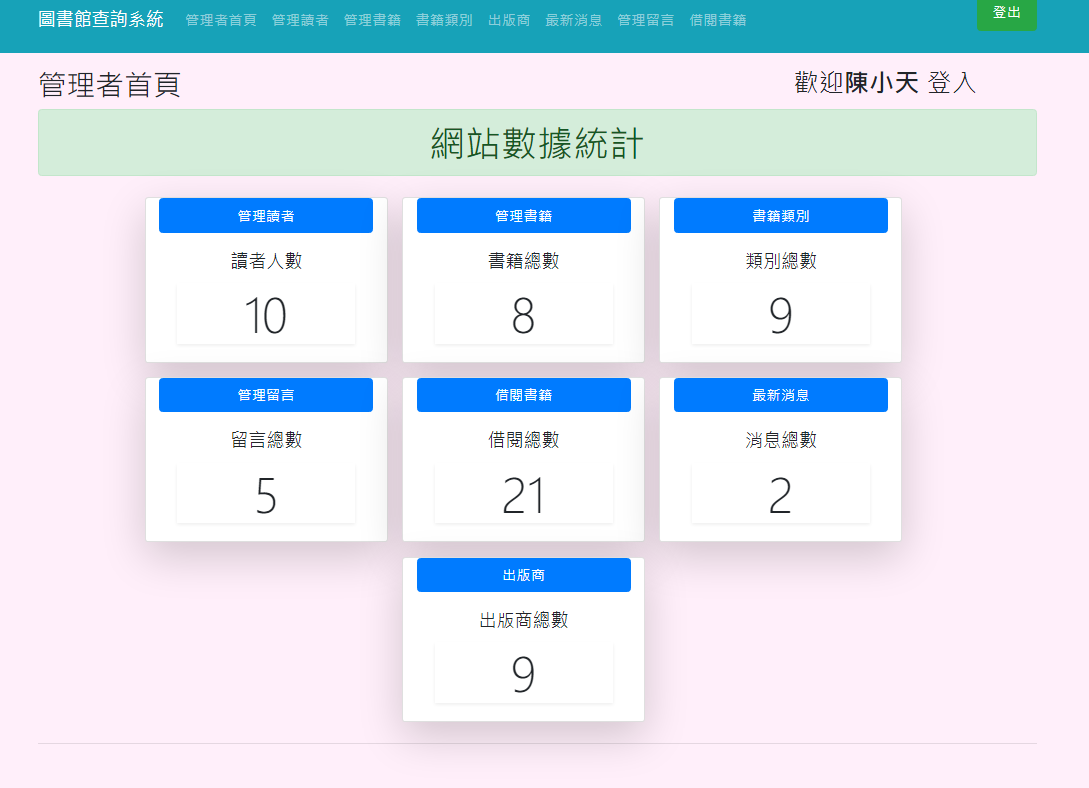 圖書館查詢系統 管理者首頁 管理讀者 管理書籍 書籍類別 出版商 最新消息 管理留言 借閱書籍 登出
管理者首頁 歡迎陳小天 登入
網站數據統計
管理讀者 管理書籍 書籍類別
讀者人數 書籍總數 類別總數
10 8 9
管理留言 借閱書籍 最新消息
留言總數 借閱總數 消息總數
5 21 2
出版商
出版商總數
9